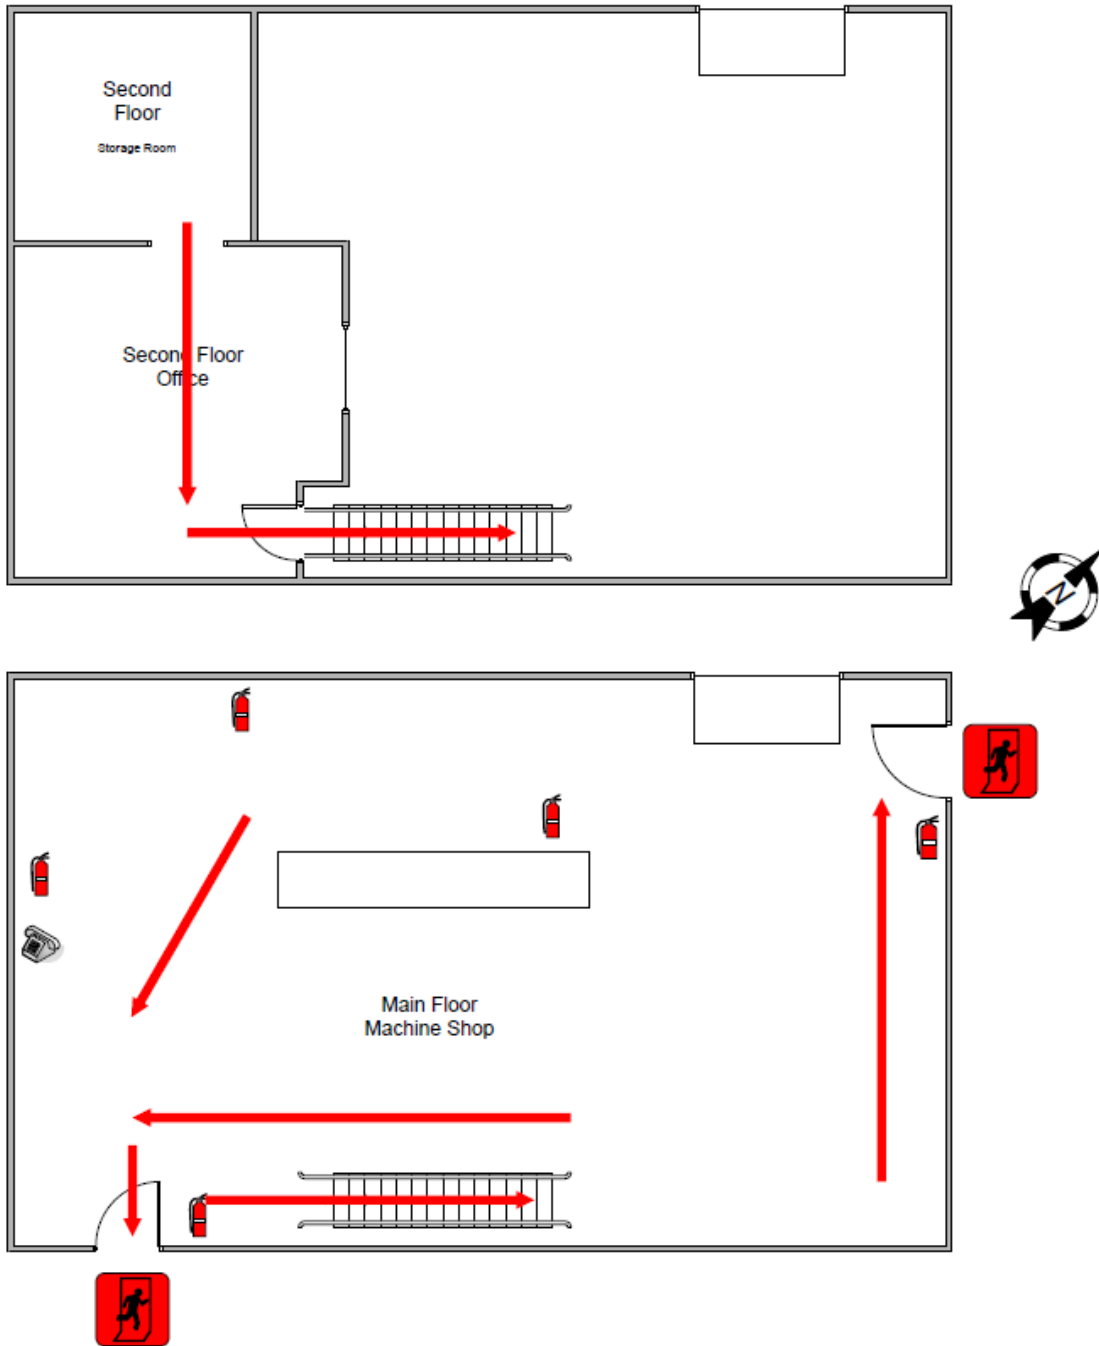 Second
Floor
Storage Room
Second Floor
Office
N
Main Floor
Machine Shop